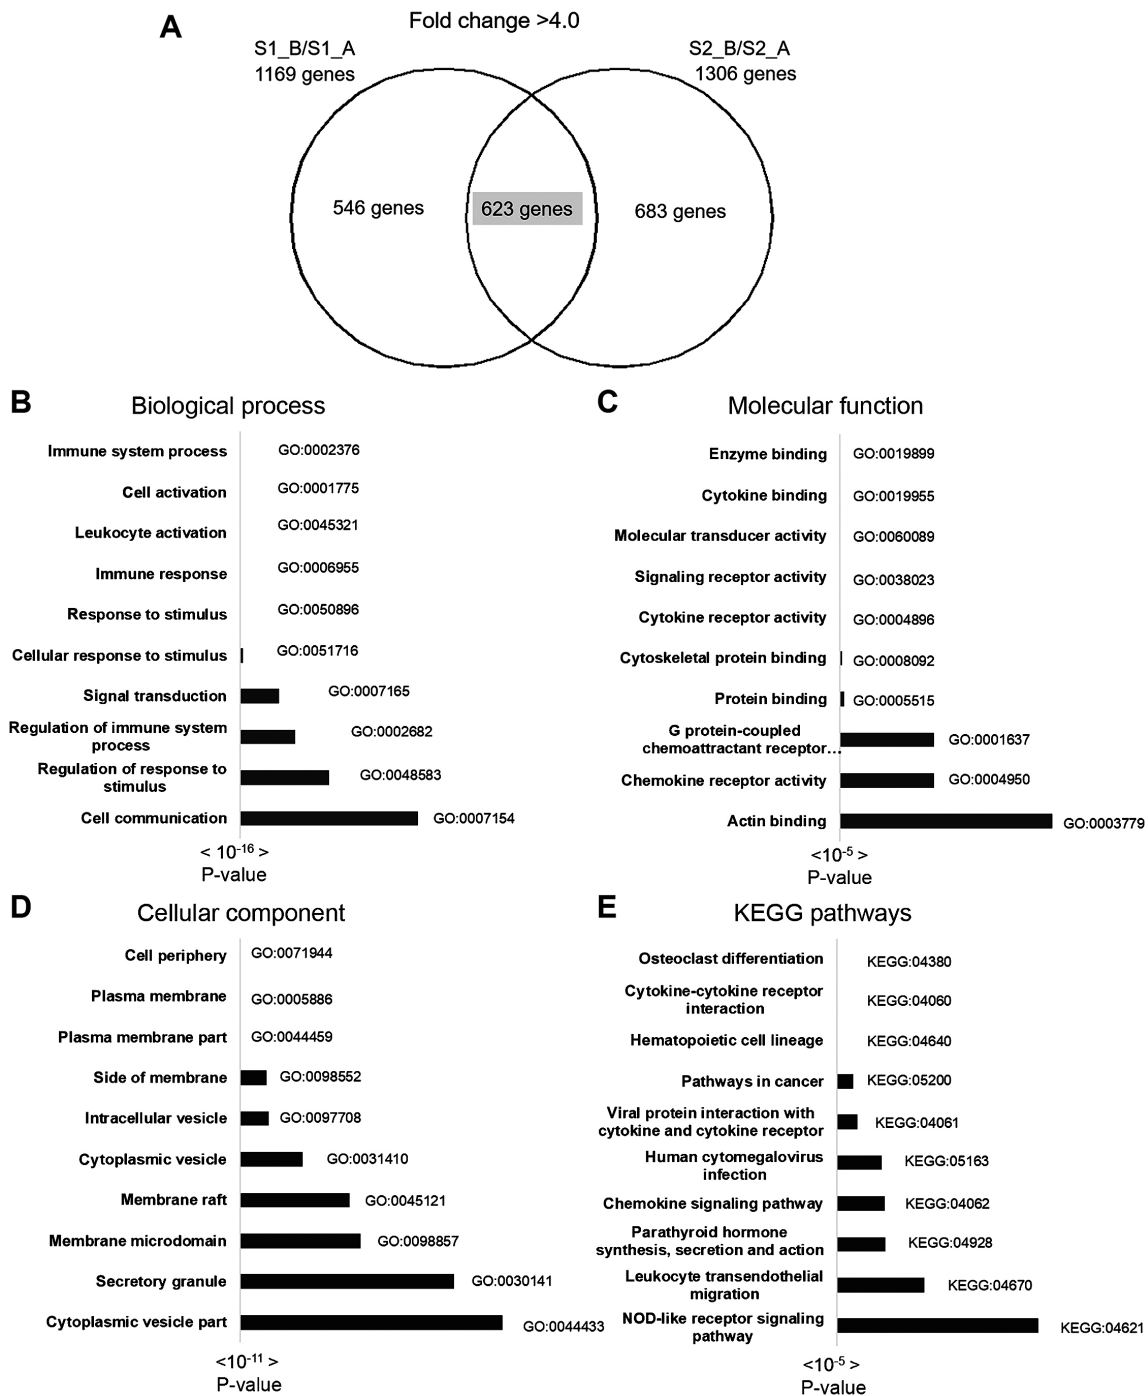 A
Fold change >4.0
S1_B/S1_A
1169 genes
S2_B/S2_A
1306 genes
546 genes
623 genes
683 genes
B
Biological process
Immune system process
GO:0002376
Cell activation
GO:0001775
Leukocyte activation
GO:0045321
Immune response
GO:0006955
Response to stimulus
GO:0050896
Cellular response to stimulus
GO:0051716
Signal transduction
GO:0007165
Regulation of immune system
process
GO:0002682
Regulation of response to
stimulus
GO:0048583
Cell communication
GO:0007154
< 10-16 >
P-value
C
Molecular function
Enzyme binding
GO:0019899
Cytokine binding
GO:0019955
Molecular transducer activity
GO:0060089
Signaling receptor activity
GO:0038023
Cytokine receptor activity
GO:0004896
Cytoskeletal protein binding
GO:0008092
Protein binding
GO:0005515
G protein-coupled
chemoattractant receptor…
GO:0001637
Chemokine receptor activity
GO:0004950
Actin binding
GO:0003779
<10-5 >
P-value
D
Cellular component
Cell periphery
GO:0071944
Plasma membrane
GO:0005886
Plasma membrane part
GO:0044459
Side of membrane
GO:0098552
Intracellular vesicle
GO:0097708
Cytoplasmic vesicle
GO:0031410
Membrane raft
GO:0045121
Membrane microdomain
GO:0098857
Secretory granule
GO:0030141
Cytoplasmic vesicle part
GO:0044433
<10-11 >
P-value
E
KEGG pathways
Osteoclast differentiation
KEGG:04380
Cytokine-cytokine receptor
interaction
KEGG:04060
Hematopoietic cell lineage
KEGG:04640
Pathways in cancer
KEGG:05200
Viral protein interaction with
cytokine and cytokine receptor
KEGG:04061
Human cytomegalovirus
infection
KEGG:05163
Chemokine signaling pathway
KEGG:04062
Parathyroid hormone
synthesis, secretion and action
KEGG:04928
Leukocyte transendothelial
migration
KEGG:04670
NOD-like receptor signaling
pathway
KEGG:04621
<10-5 >
P-value